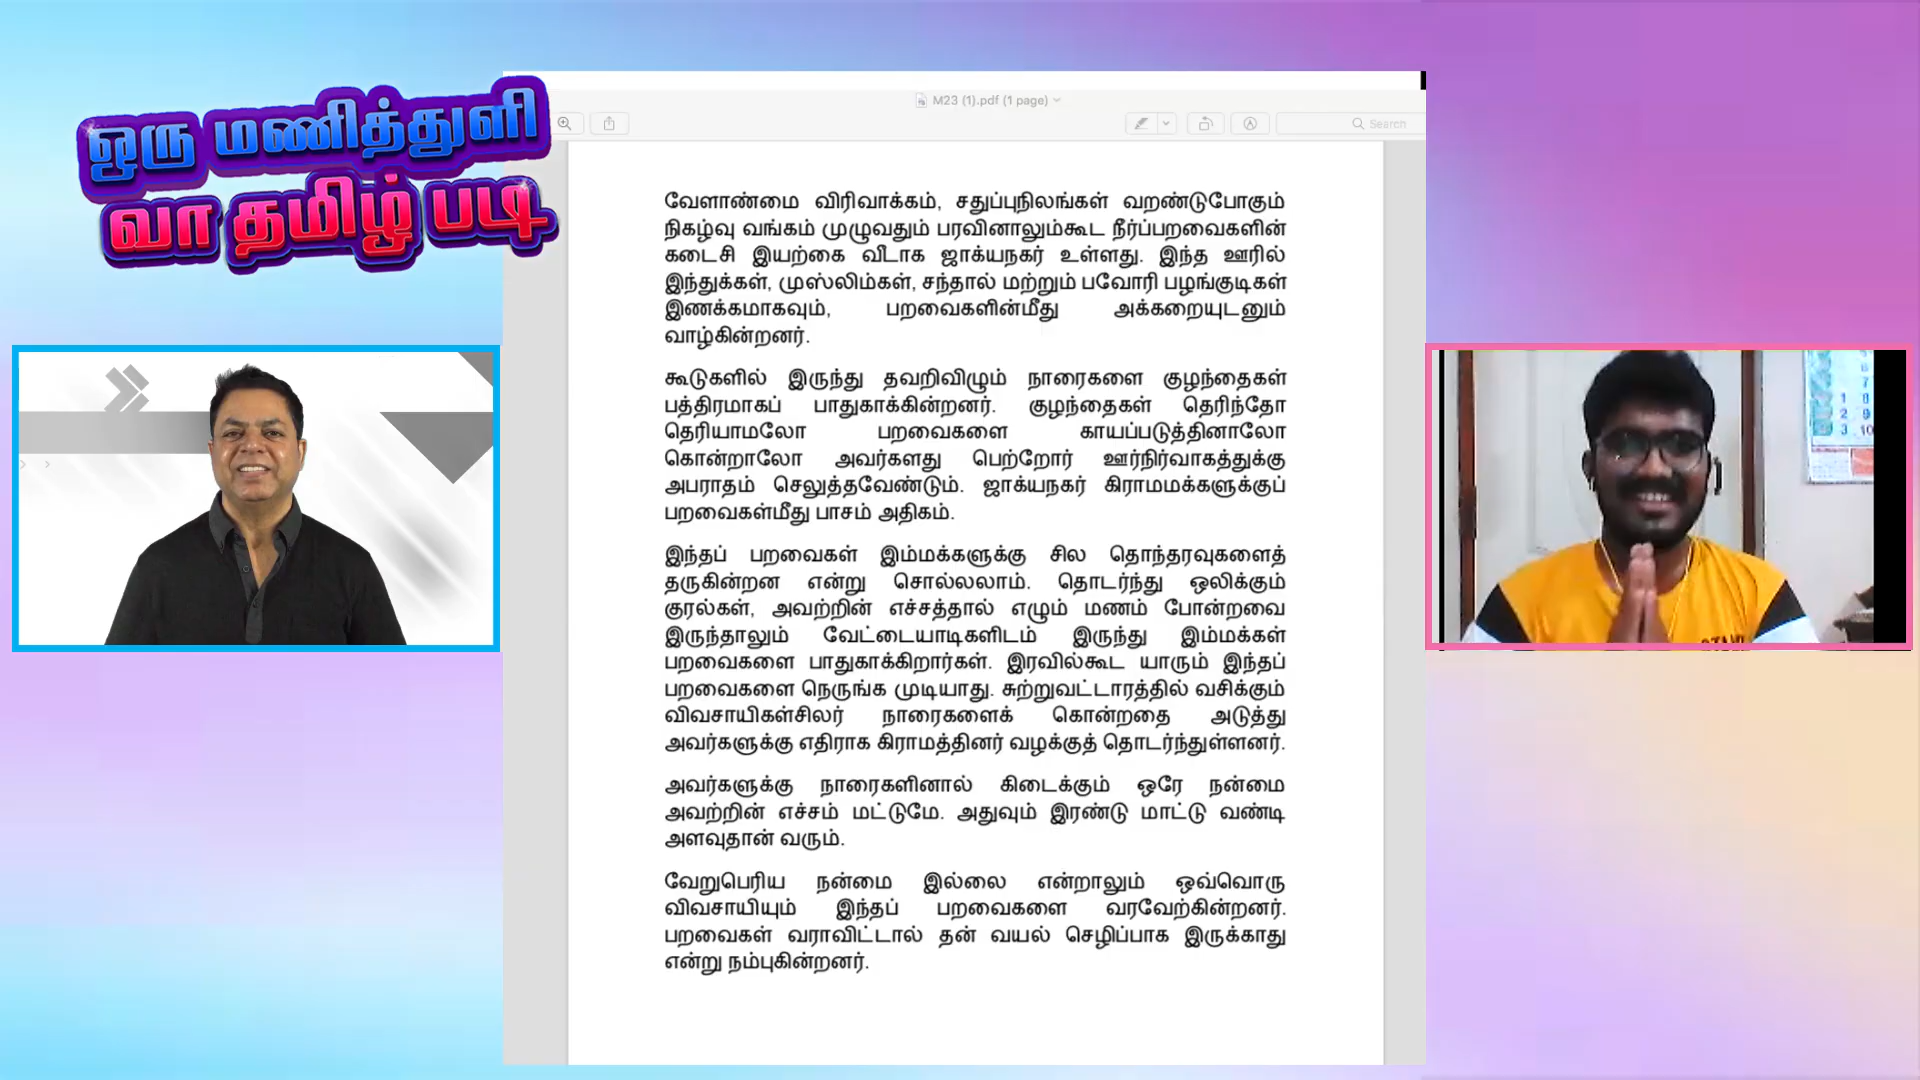 ஒரு மணித்துளி
வா தமிழ் படி
M23 (1).pdf (1 page)
Search
வேளாண்மை விரிவாக்கம், சதுப்புநிலங்கள் வறண்டுபோகும்
நிகழ்வு வங்கம் முழுவதும் பரவினாலும்கூட நீர்ப்பறவைகளின்
கடைசி இயற்கை வீடாக ஜாக்யநகர் உள்ளது. இந்த ஊரில்
இந்துக்கள், முஸ்லிம்கள், சந்தால் மற்றும் பவோரி பழங்குடிகள்
இணக்கமாகவும், பறவைகளின்மீது அக்கறையுடனும்
வாழ்கின்றனர்.
கூடுகளில் இருந்து தவறிவிழும் நாரைகளை குழந்தைகள்
பத்திரமாகப் பாதுகாக்கின்றனர். குழந்தைகள் தெரிந்தோ
தெரியாமலோ பறவைகளை காயப்படுத்தினாலோ
கொன்றாலோ அவர்களது பெற்றோர் ஊர்நிர்வாகத்துக்கு
அபராதம் செலுத்தவேண்டும். ஜாக்யநகர் கிராமமக்களுக்குப்
பறவைகள்மீது பாசம் அதிகம்.
இந்தப் பறவைகள் இம்மக்களுக்கு சில தொந்தரவுகளைத்
தருகின்றன என்று சொல்லலாம். தொடர்ந்து ஒலிக்கும்
குரல்கள், அவற்றின் எச்சத்தால் எழும் மணம் போன்றவை
இருந்தாலும் வேட்டையாடிகளிடம் இருந்து இம்மக்கள்
பறவைகளை பாதுகாக்கிறார்கள். இரவில்கூட யாரும் இந்தப்
பறவைகளை நெருங்க முடியாது. சுற்றுவட்டாரத்தில் வசிக்கும்
விவசாயிகள்சிலர் நாரைகளைக் கொன்றதை அடுத்து
அவர்களுக்கு எதிராக கிராமத்தினர் வழக்குத் தொடர்ந்துள்ளனர்.
அவர்களுக்கு நாரைகளினால் கிடைக்கும் ஒரே நன்மை
அவற்றின் எச்சம் மட்டுமே. அதுவும் இரண்டு மாட்டு வண்டி
அளவுதான் வரும்.
வேறுபெரிய நன்மை இல்லை என்றாலும் ஒவ்வொரு
விவசாயியும் இந்தப் பறவைகளை வரவேற்கின்றனர்.
பறவைகள் வராவிட்டால் தன் வயல் செழிப்பாக இருக்காது
என்று நம்புகின்றனர்.
1 8
2 9
3 10